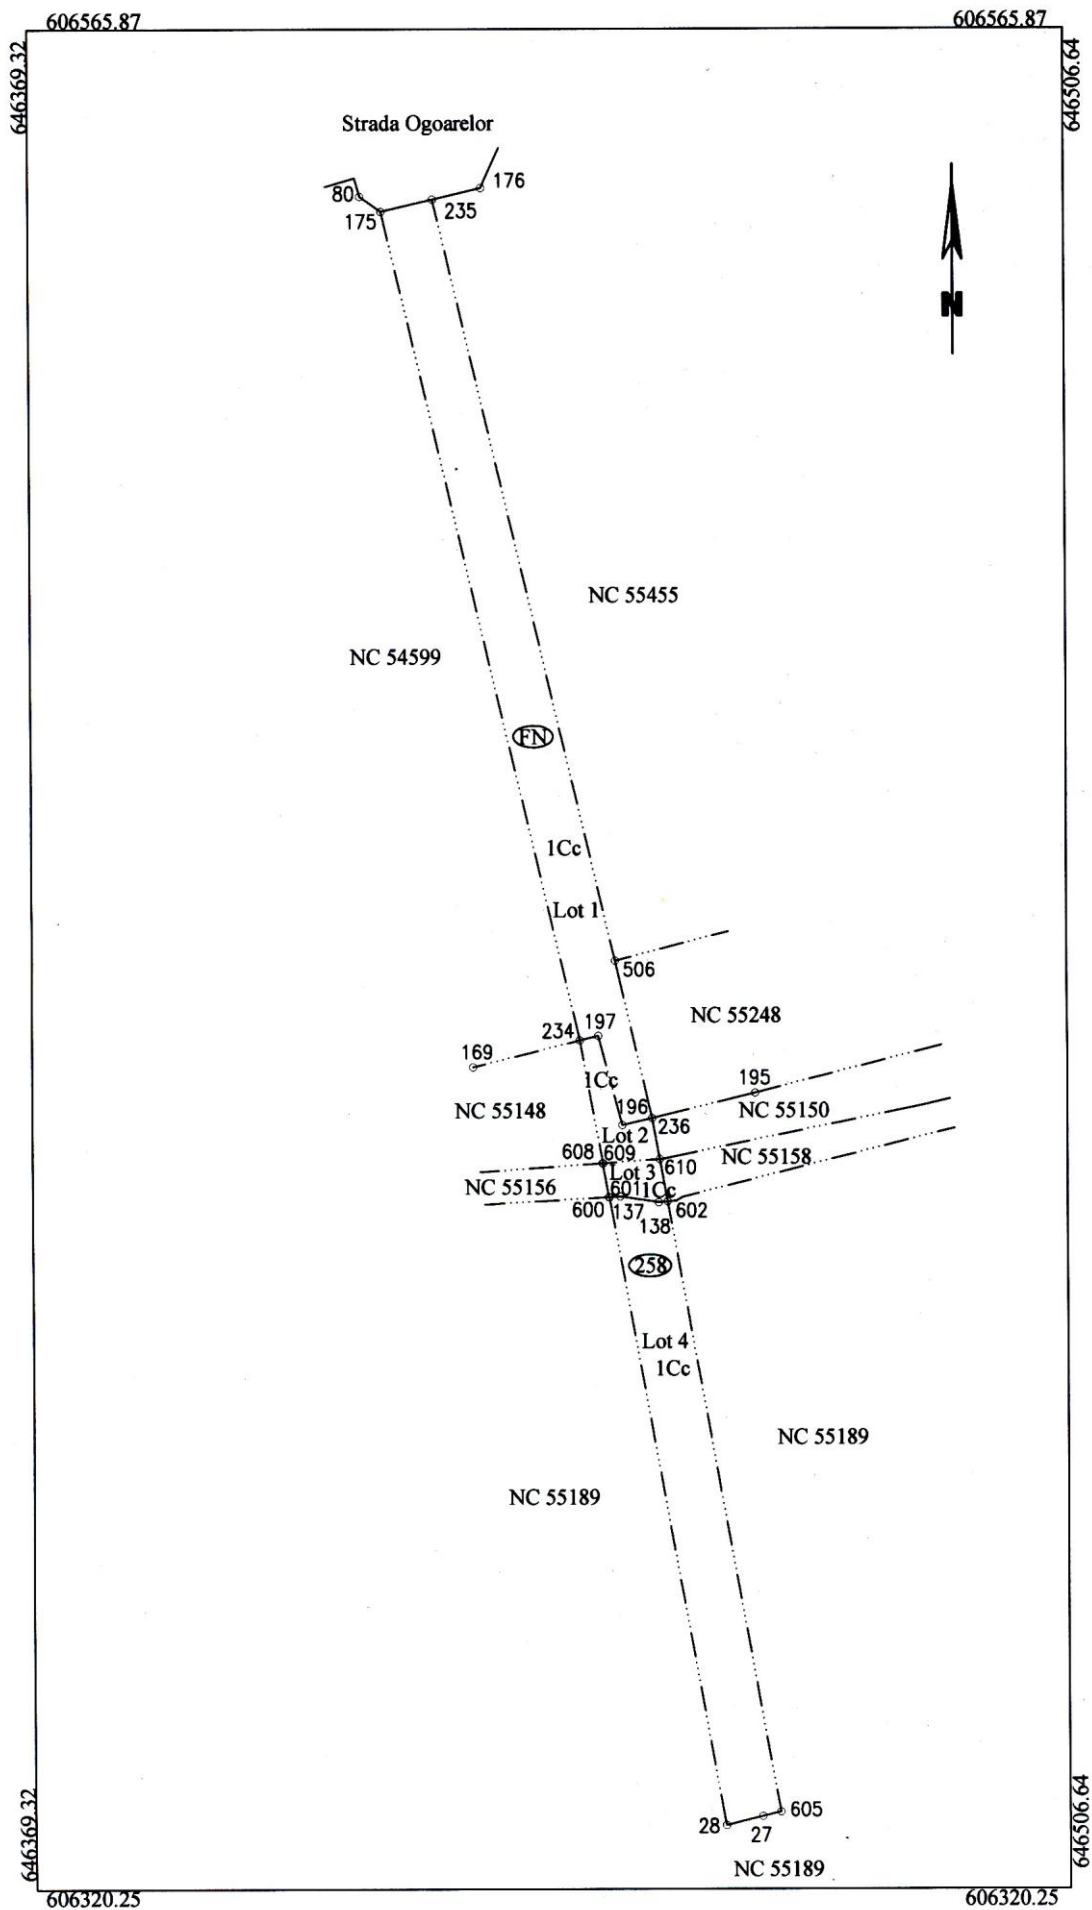 606565.87
606565.87
646369.32
646506.64
Strada Ogoarelor
80
176
175
235
N
NC 55455
NC 54599
FN
1Cc
Lot 1
506
NC 55248
197
234
169
1Cc
195
NC 55148
196
NC 55150
Lot 2
236
608
609
610
NC 55158
Lot 3
NC 55156
601
1Cc
600
137
602
138
258
Lot 4
1Cc
NC 55189
NC 55189
605
28
27
NC 55189
646369.32
646506.64
606320.25
606320.25